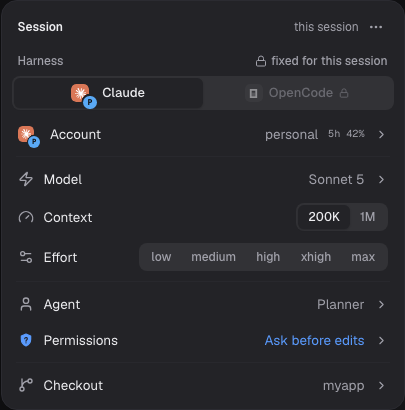 Session this session ...
Harness fixed for this session
Claude OpenCode
P
Account personal 5h 42%
P
Model Sonnet 5
Context 200K 1M
Effort low medium high xhigh max
Agent Planner
Permissions Ask before edits
Checkout myapp